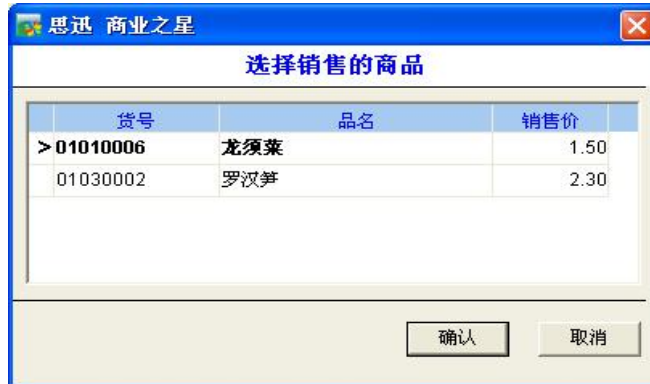 思迅 商业之星
选择销售的商品
货号 品名 销售价
>01010006 龙须菜 1.50
01030002 罗汉笋 2.30
确认 取消